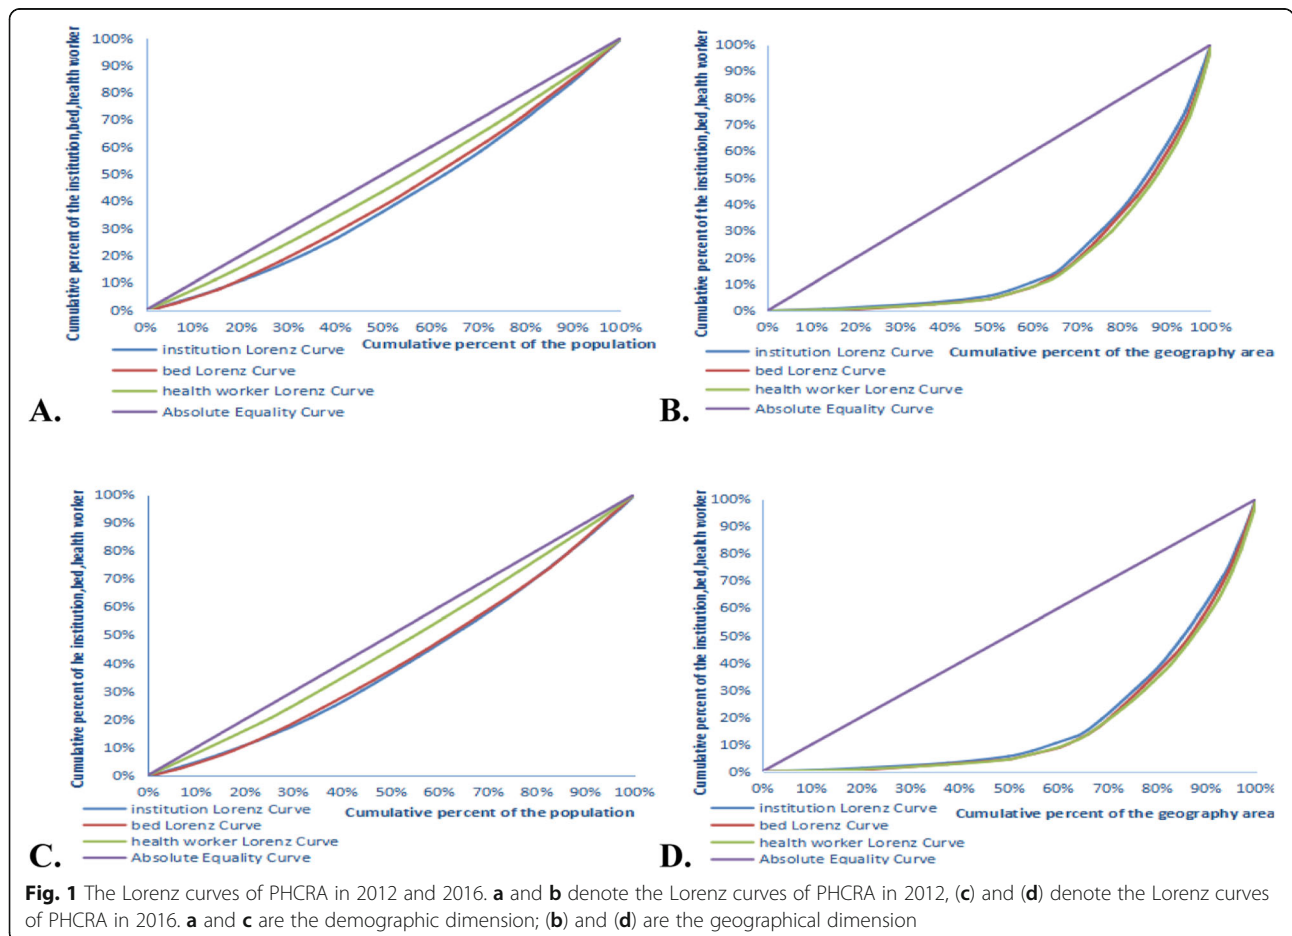 Cumulative percent of the institution,bed,health worker
100%
90%
80%
70%
60%
50%
40%
30%
20%
10%
0%
0% 10% 20% 30% 40% 50% 60% 70% 80% 90% 100%
Cumulative percent of the population
institution Lorenz Curve
bed Lorenz Curve
health worker Lorenz Curve
Absolute Equality Curve
A.
Cumulative percent of the institution,bed,health worker
100%
90%
80%
70%
60%
50%
40%
30%
20%
10%
0%
0% 10% 20% 30% 40% 50% 60% 70% 80% 90% 100%
institution Lorenz Curve Cumulative percent of the geography area
bed Lorenz Curve
health worker Lorenz Curve
Absolute Equality Curve
B.
Cumulative percent of he institution,bed,health worker
100%
90%
80%
70%
60%
50%
40%
30%
20%
10%
0%
0% 10% 20% 30% 40% 50% 60% 70% 80% 90% 100%
institution Lorenz Curve Cumulative percent of the population
bed Lorenz Curve
health worker Lorenz Curve
Absolute Equality Curve
C.
Cumulative percent of the institution,bed,health worker
100%
90%
80%
70%
60%
50%
40%
30%
20%
10%
0%
0% 10% 20% 30% 40% 50% 60% 70% 80% 90% 100%
institution Lorenz Curve Cumulative percent of the geography area
bed Lorenz Curve
health worker Lorenz Curve
Absolute Equality Curve
D.
Fig. 1 The Lorenz curves of PHCRA in 2012 and 2016. a and b denote the Lorenz curves of PHCRA in 2012, (c) and (d) denote the Lorenz curves
of PHCRA in 2016. a and c are the demographic dimension; (b) and (d) are the geographical dimension